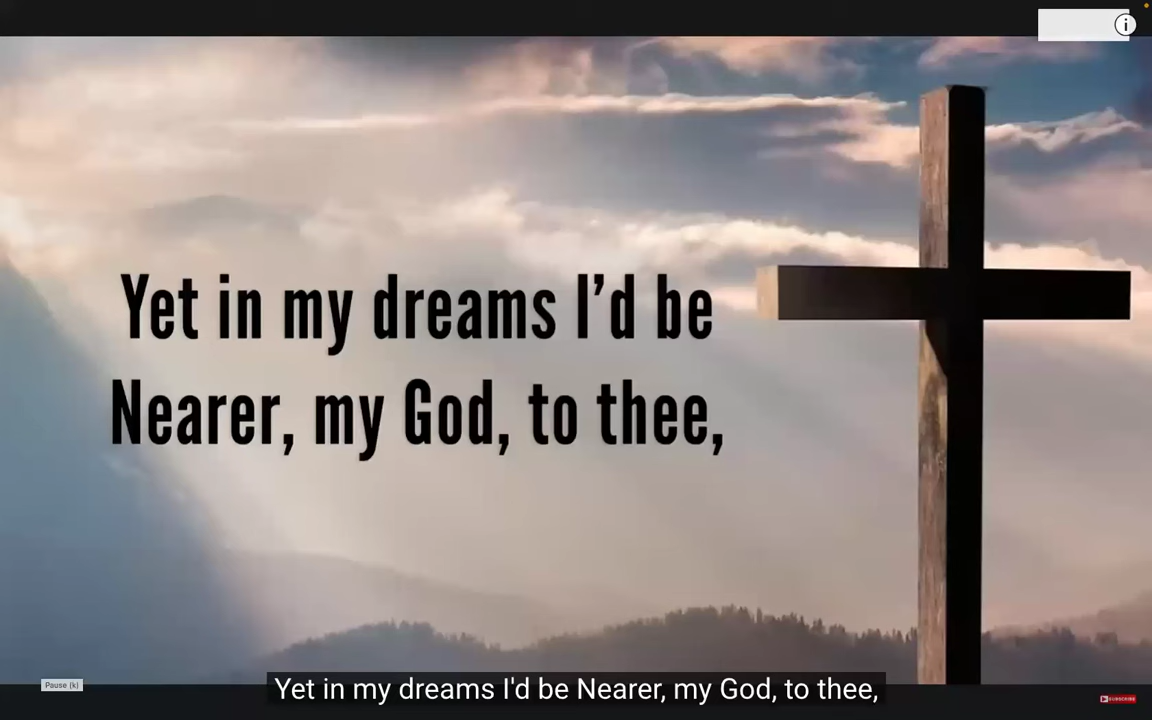 Yet in my dreams I’d be
Nearer, my God, to thee,
Pause (k)
Yet in my dreams I'd be Nearer, my God, to thee,
SUBSCRIBE